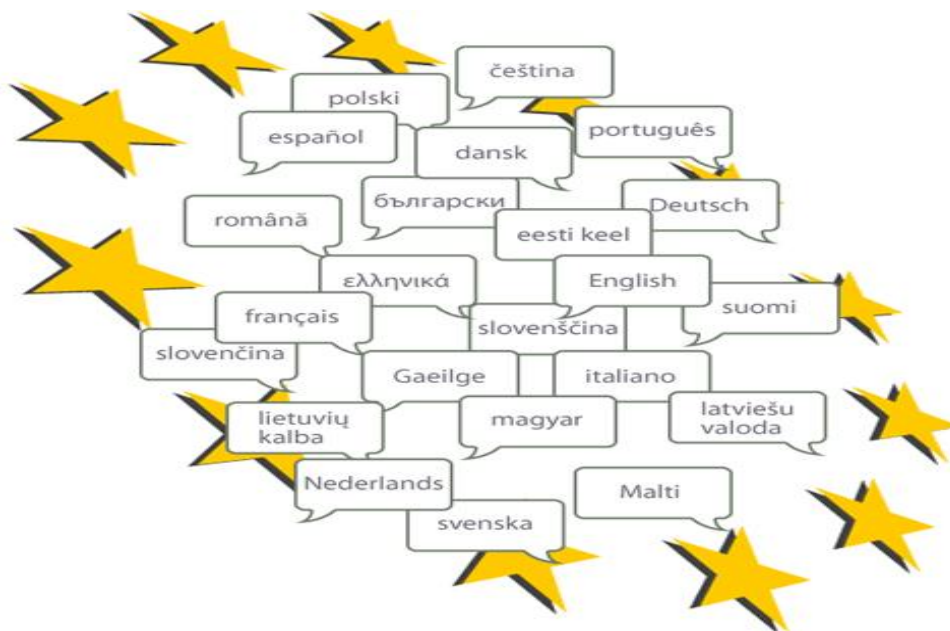 čeština
polski
português
español
dansk
български
Deutsch
română
eesti keel
ελληνικά
English
suomi
français
slovenščina
slovenčina
Gaeilge
italiano
lietuvių
kalba
magyar
latviešu
valoda
Nederlands
Malti
svenska